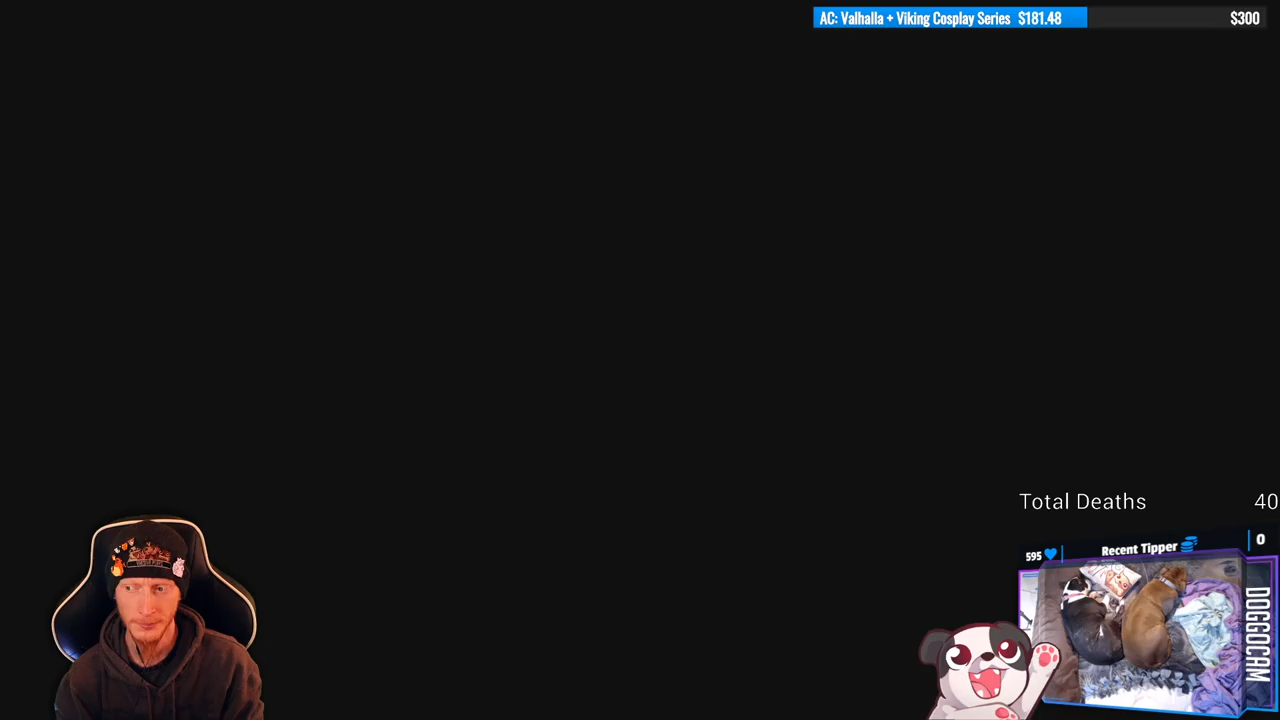 AC: Valhalla + Viking Cosplay Series $181.48 $300
Total Deaths 40
595 Recent Tipper 0
DOGGOCAM